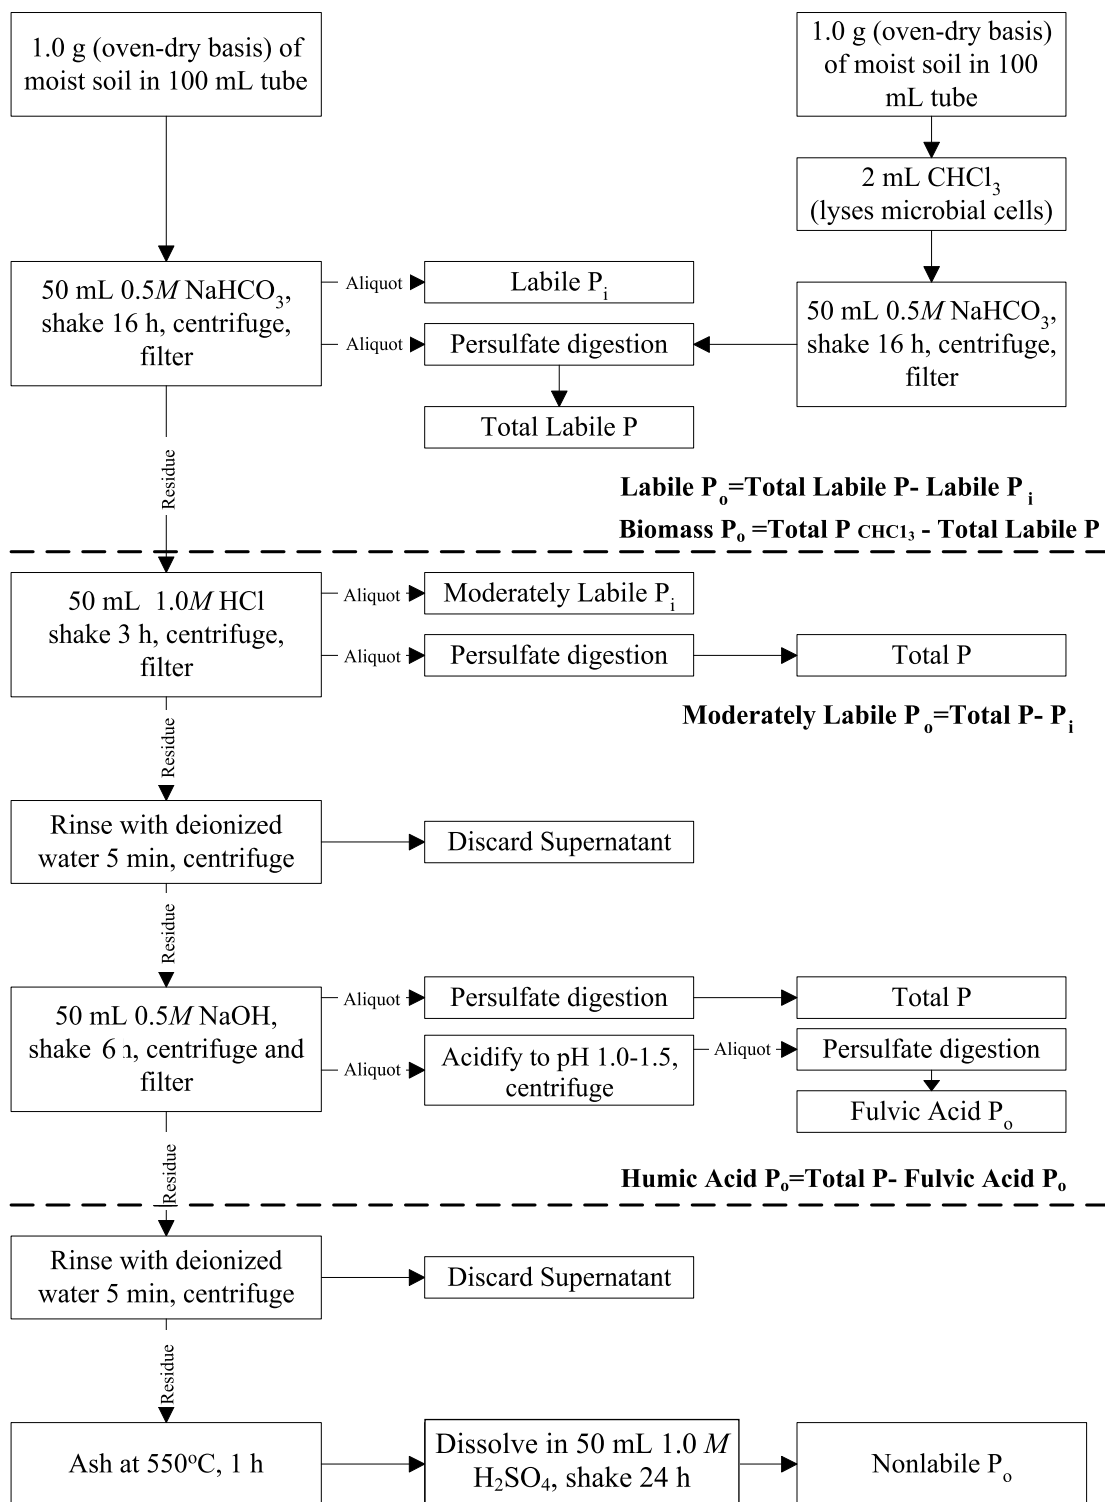 1.0 g (oven-dry basis) of
moist soil in 100 mL tube
1.0 g (oven-dry basis)
of moist soil in 100
mL tube
2 mL CHCl₃
(lyses microbial cells)
50 mL 0.5M NaHCO₃,
shake 16 h, centrifuge,
filter
Aliquot
Labile Pᵢ
Aliquot
Persulfate digestion
50 mL 0.5M NaHCO₃,
shake 16 h, centrifuge,
filter
Total Labile P
Residue
Labile Pₒ=Total Labile P- Labile Pᵢ
Biomass Pₒ =Total P CHC1₃ - Total Labile P
50 mL 1.0M HCl
shake 3 h, centrifuge,
filter
Aliquot
Moderately Labile Pᵢ
Aliquot
Persulfate digestion
Total P
Moderately Labile Pₒ=Total P- Pᵢ
Residue
Rinse with deionized
water 5 min, centrifuge
Discard Supernatant
Residue
50 mL 0.5M NaOH,
shake 6 h, centrifuge and
filter
Aliquot
Persulfate digestion
Total P
Aliquot
Acidify to pH 1.0-1.5,
centrifuge
Aliquot
Persulfate digestion
Fulvic Acid Pₒ
Residue
Humic Acid Pₒ=Total P- Fulvic Acid Pₒ
Rinse with deionized
water 5 min, centrifuge
Discard Supernatant
Residue
Ash at 550ºC, 1 h
Dissolve in 50 mL 1.0 M
H₂SO₄, shake 24 h
Nonlabile Pₒ